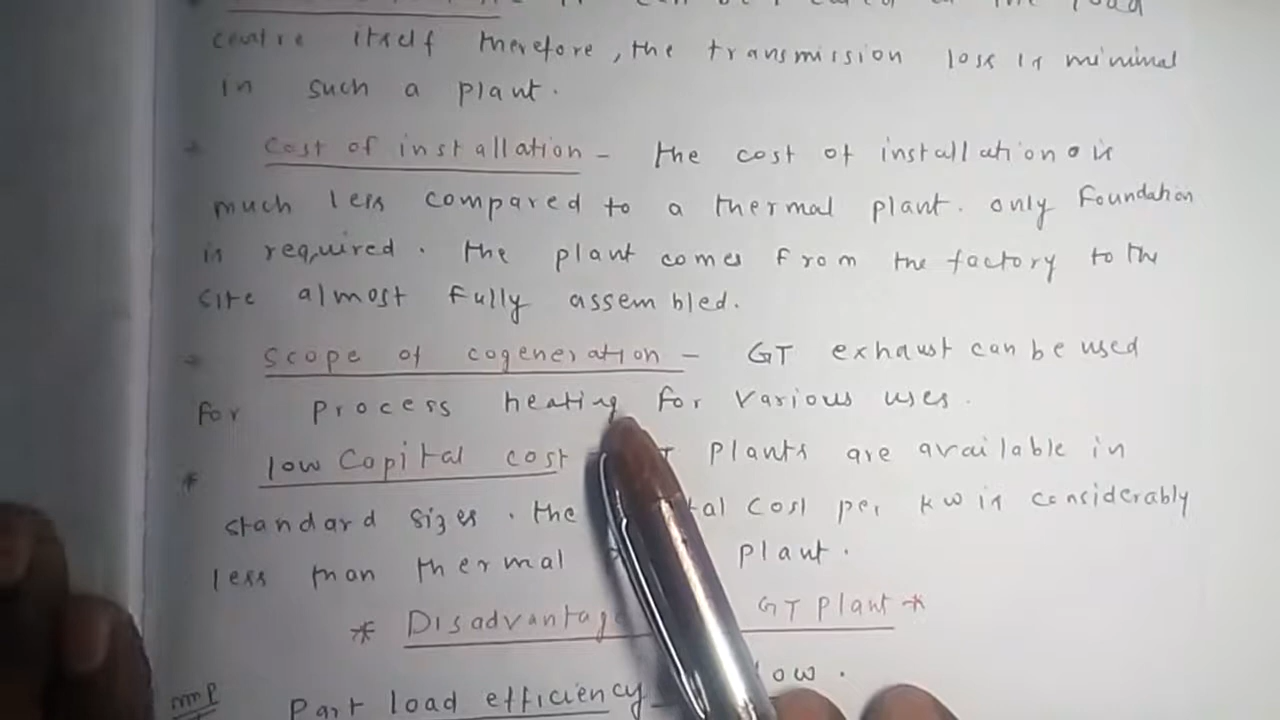 centre itself therefore, the transmission loss is minimal
in such a plant.
→ Cost of installation - the cost of installation is
much less compared to a thermal plant. only Foundation
is required. the plant comes from the factory to the
site almost fully assembled.
→ Scope of cogeneration - GT exhaust can be used
For process heating for various uses.
* low Capital cost plants are available in
standard sizes. the cost per kw is considerably
less than thermal plant.
* Disadvantage GT plant *
Imp Part load efficiency low.